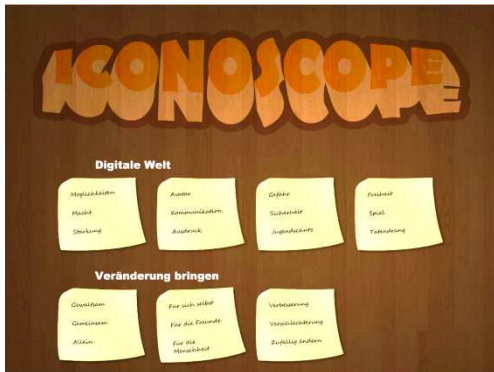 ICONOSCOPE
Digitale Welt
Möglichkeiten
Macht
Stärkung
Avatar
Kommunikation
Ausdruck
Gefahr
Sicherheit
Jugendschutz
Freiheit
Spiel
Tatendrang
Veränderung bringen
Gewaltsam
Gemeinsam
Allein
Für sich selbst
Für die Freunde
Für die
Menschheit
Verbesserung
Verschlechterung
Zufällig ändern